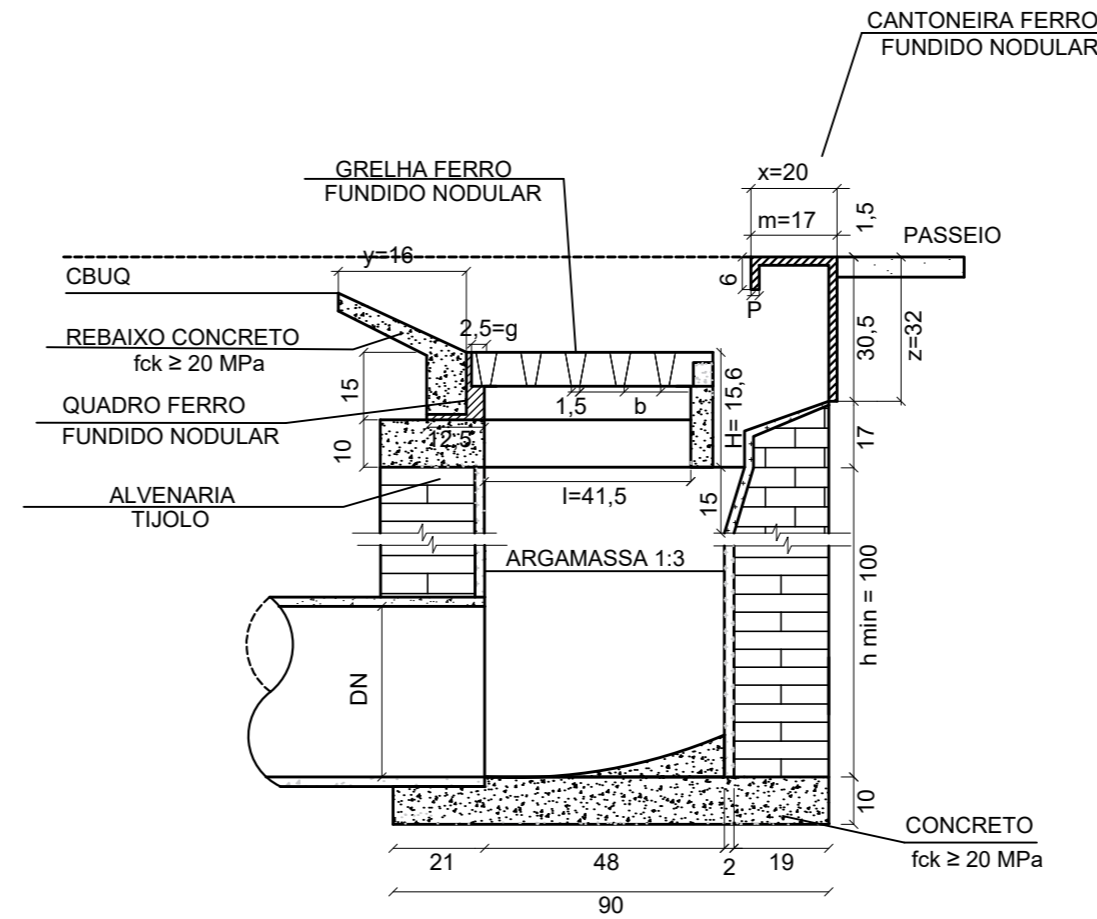 CANTONEIRA FERRO
FUNDIDO NODULAR
GRELHA FERRO
FUNDIDO NODULAR
x=20
m=17
1,5
PASSEIO
y=16
CBUQ
6
P
2,5=g
REBAIXO CONCRETO
fck ≥ 20 MPa
30,5
z=32
15
1,5
b
H= 15,6
QUADRO FERRO
FUNDIDO NODULAR
12.5
10
17
ALVENARIA
TIJOLO
l=41,5
15
ARGAMASSA 1:3
h min = 100
DN
10
CONCRETO
fck ≥ 20 MPa
21
48
2
19
90